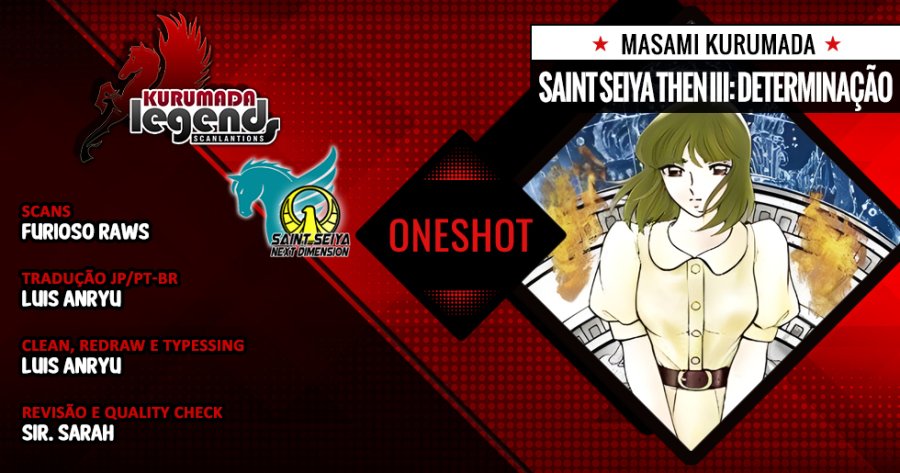 KURUMADA
legends
SCANLANTIONS
★ MASAMI KURUMADA ★
SAINT SEIYA THEN III: DETERMINAÇÃO
SAINT SEIYA
NEXT DIMENSION
ONESHOT
SCANS
FURIOSO RAWS
TRADUÇÃO JP/PT-BR
LUIS ANRYU
CLEAN, REDRAW E TYPESSING
LUIS ANRYU
REVISÃO E QUALITY CHECK
SIR. SARAH